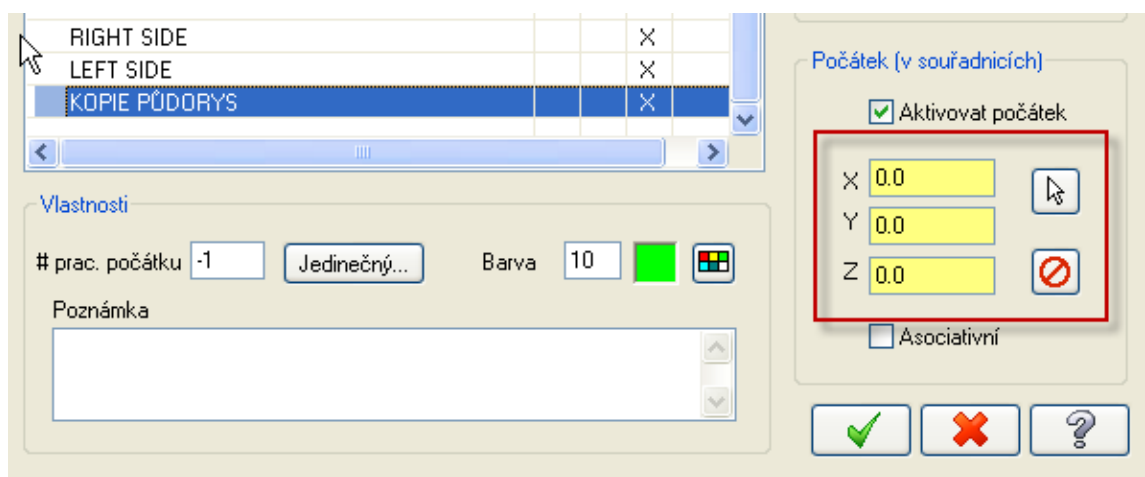 RIGHT SIDE X
LEFT SIDE X
KOPIE PŮDORYS X
Vlastnosti
# prac. počátku -1 Jedinečný... Barva 10
Poznámka
Počátek (v souřadnicích)
Aktivovat počátek
X 0.0
Y 0.0
Z 0.0
Asociativní